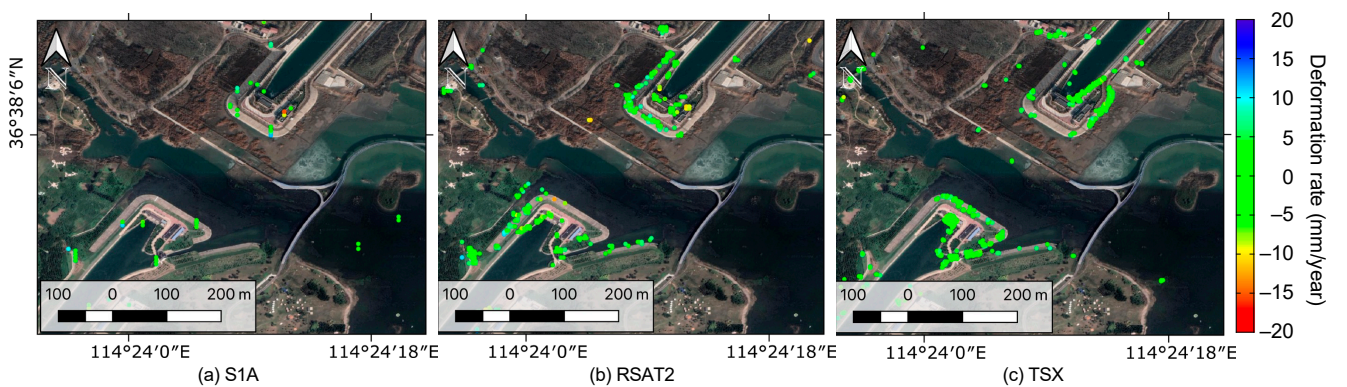 36°38′6″N
N
N
N
100 0 100 200 m
100 0 100 200 m
100 0 100 200 m
114°24′0″E 114°24′18″E
114°24′0″E 114°24′18″E
114°24′0″E 114°24′18″E
(a) S1A
(b) RSAT2
(c) TSX
20
15
10
5
0
−5
−10
−15
−20
Deformation rate (mm/year)